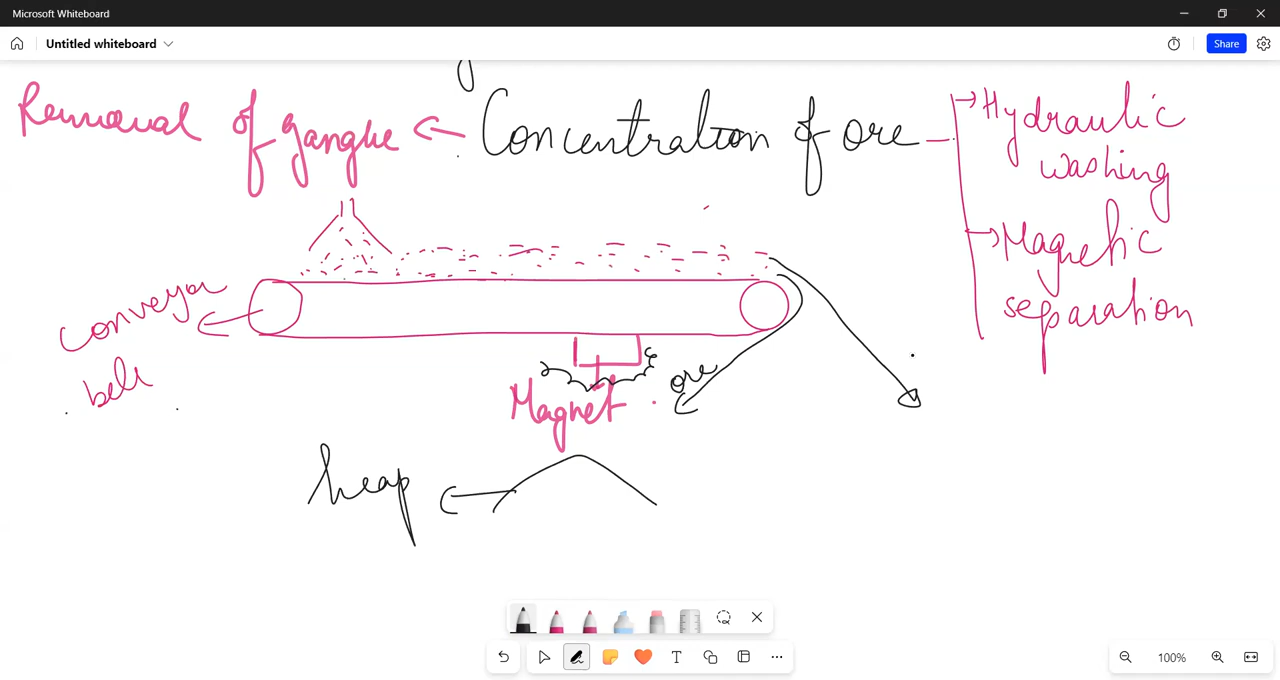 Microsoft Whiteboard
Untitled whiteboard
Share
Removal of gangue ← Concentration of ore
→ Hydraulic
washing
→ Magnetic
separation
conveyor
belt
ore
Magnet
heap
100%